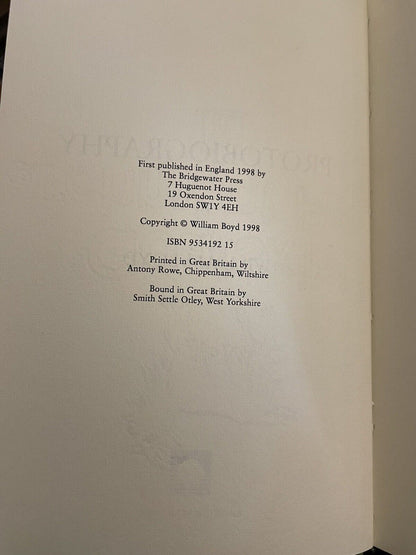 First published in England 1998 by
The Bridgewater Press
7 Huguenot House
19 Oxendon Street
London SW1Y 4EH
Copyright © William Boyd 1998
ISBN 9534192 15
Printed in Great Britain by
Antony Rowe, Chippenham, Wiltshire
Bound in Great Britain by
Smith Settle Otley, West Yorkshire